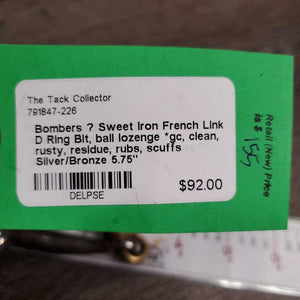 The Tack Collector
791847-226
Bombers ? Sweet Iron French Link
D Ring Bit, ball lozenge *gc, clean,
rusty, residue, rubs, scuffs
Silver/Bronze 5.75"
$92.00
DELPSE
Retail (New) Price
is $ 155